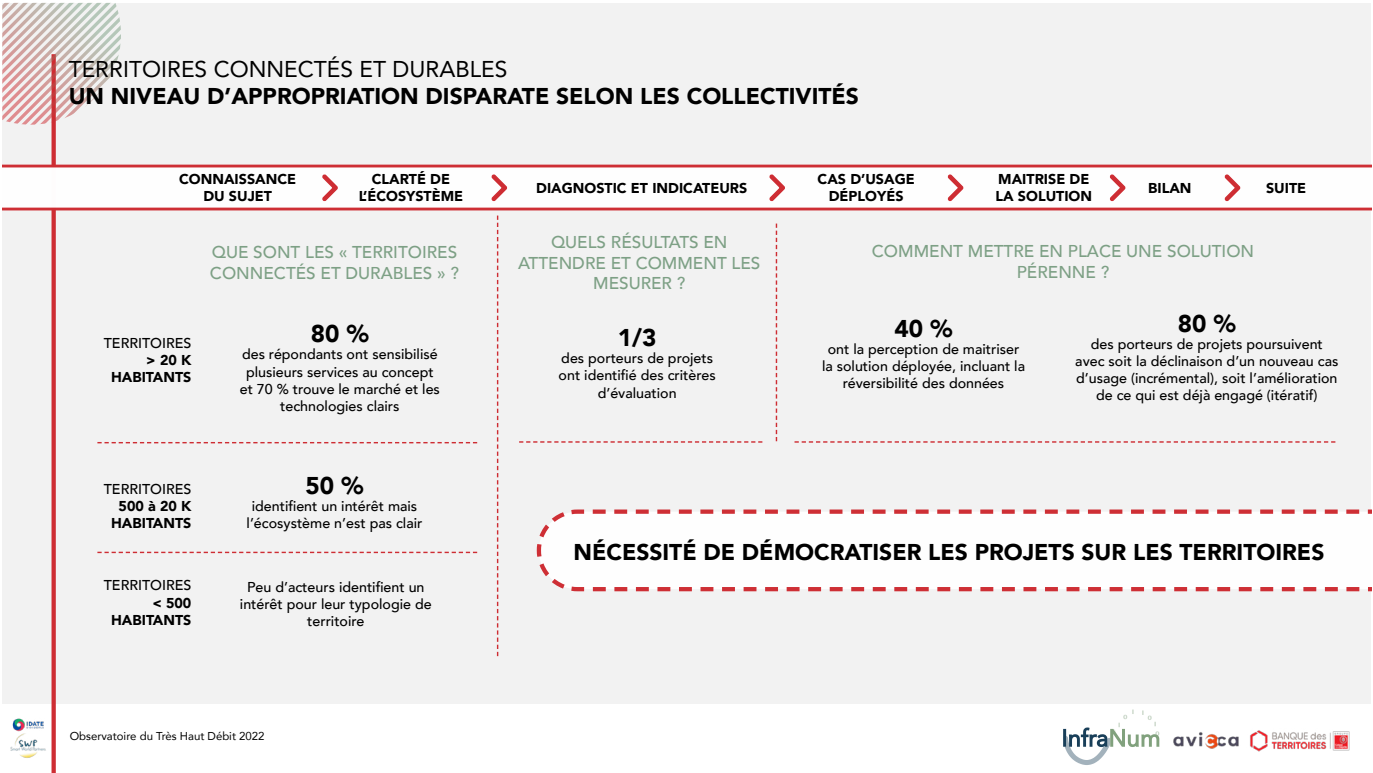 TERRITOIRES CONNECTÉS ET DURABLES
UN NIVEAU D'APPROPRIATION DISPARATE SELON LES COLLECTIVITÉS
CONNAISSANCE
DU SUJET
CLARTÉ DE
L'ÉCOSYSTÈME
DIAGNOSTIC ET INDICATEURS
CAS D'USAGE
DÉPLOYÉS
MAITRISE DE
LA SOLUTION
BILAN
SUITE
QUE SONT LES « TERRITOIRES
CONNECTÉS ET DURABLES » ?
QUELS RÉSULTATS EN
ATTENDRE ET COMMENT LES
MESURER ?
COMMENT METTRE EN PLACE UNE SOLUTION
PÉRENNE ?
TERRITOIRES
> 20 K
HABITANTS
80 %
des répondants ont sensibilisé
plusieurs services au concept
et 70 % trouve le marché et les
technologies clairs
1/3
des porteurs de projets
ont identifié des critères
d'évaluation
40 %
ont la perception de maitriser
la solution déployée, incluant la
réversibilité des données
80 %
des porteurs de projets poursuivent
avec soit la déclinaison d'un nouveau cas
d'usage (incrémental), soit l'amélioration
de ce qui est déjà engagé (itératif)
TERRITOIRES
500 à 20 K
HABITANTS
50 %
identifient un intérêt mais
l'écosystème n'est pas clair
NÉCESSITÉ DE DÉMOCRATISER LES PROJETS SUR LES TERRITOIRES
TERRITOIRES
< 500
HABITANTS
Peu d'acteurs identifient un
intérêt pour leur typologie de
territoire
IDATE
SWP
Observatoire du Très Haut Débit 2022
InfraNum
avicca
BANQUE des
TERRITOIRES